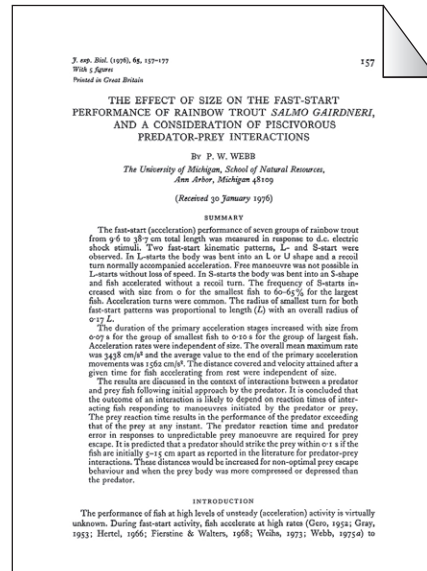 J. exp. Biol. (1976), 65, 157-177
157
With 5 figures
Printed in Great Britain
THE EFFECT OF SIZE ON THE FAST-START
PERFORMANCE OF RAINBOW TROUT SALMO GAIRDNERI,
AND A CONSIDERATION OF PISCIVOROUS
PREDATOR-PREY INTERACTIONS
BY P. W. WEBB
The University of Michigan, School of Natural Resources,
Ann Arbor, Michigan 48109
(Received 30 January 1976)
SUMMARY
The fast-start (acceleration) performance of seven groups of rainbow trout
from 9·6 to 38·7 cm total length was measured in response to d.c. electric
shock stimuli. Two fast-start kinematic patterns, L- and S-start were
observed. In L-starts the body was bent into an L or U shape and a recoil
turn normally accompanied acceleration. Free manoeuvre was not possible in
L-starts without loss of speed. In S-starts the body was bent into an S-shape
and fish accelerated without a recoil turn. The frequency of S-starts in-
creased with size from 0 for the smallest fish to 60-65% for the largest
fish. Acceleration turns were common. The radius of smallest turn for both
fast-start patterns was proportional to length (L) with an overall radius of
0·17 L.
The duration of the primary acceleration stages increased with size from
0·07 s for the group of smallest fish to 0·10 s for the group of largest fish.
Acceleration rates were independent of size. The overall mean maximum rate
was 3438 cm/s² and the average value to the end of the primary acceleration
movements was 1562 cm/s². The distance covered and velocity attained after a
given time for fish accelerating from rest were independent of size.
The results are discussed in the context of interactions between a predator
and prey fish following initial approach by the predator. It is concluded that
the outcome of an interaction is likely to depend on reaction times of inter-
acting fish responding to manoeuvres initiated by the predator or prey.
The prey reaction time results in the performance of the predator exceeding
that of the prey at any instant. The predator reaction time and predator
error in responses to unpredictable prey manoeuvre are required for prey
escape. It is predicted that a predator should strike the prey within 0·1 s if the
fish are initially 5-15 cm apart as reported in the literature for predator-prey
interactions. These distances would be increased for non-optimal prey escape
behaviour and when the prey body was more compressed or depressed than
the predator.
INTRODUCTION
The performance of fish at high levels of unsteady (acceleration) activity is virtually
unknown. During fast-start activity, fish accelerate at high rates (Gero, 1952; Gray,
1953; Hertel, 1966; Fierstine & Walters, 1968; Weihs, 1973; Webb, 1975a) to